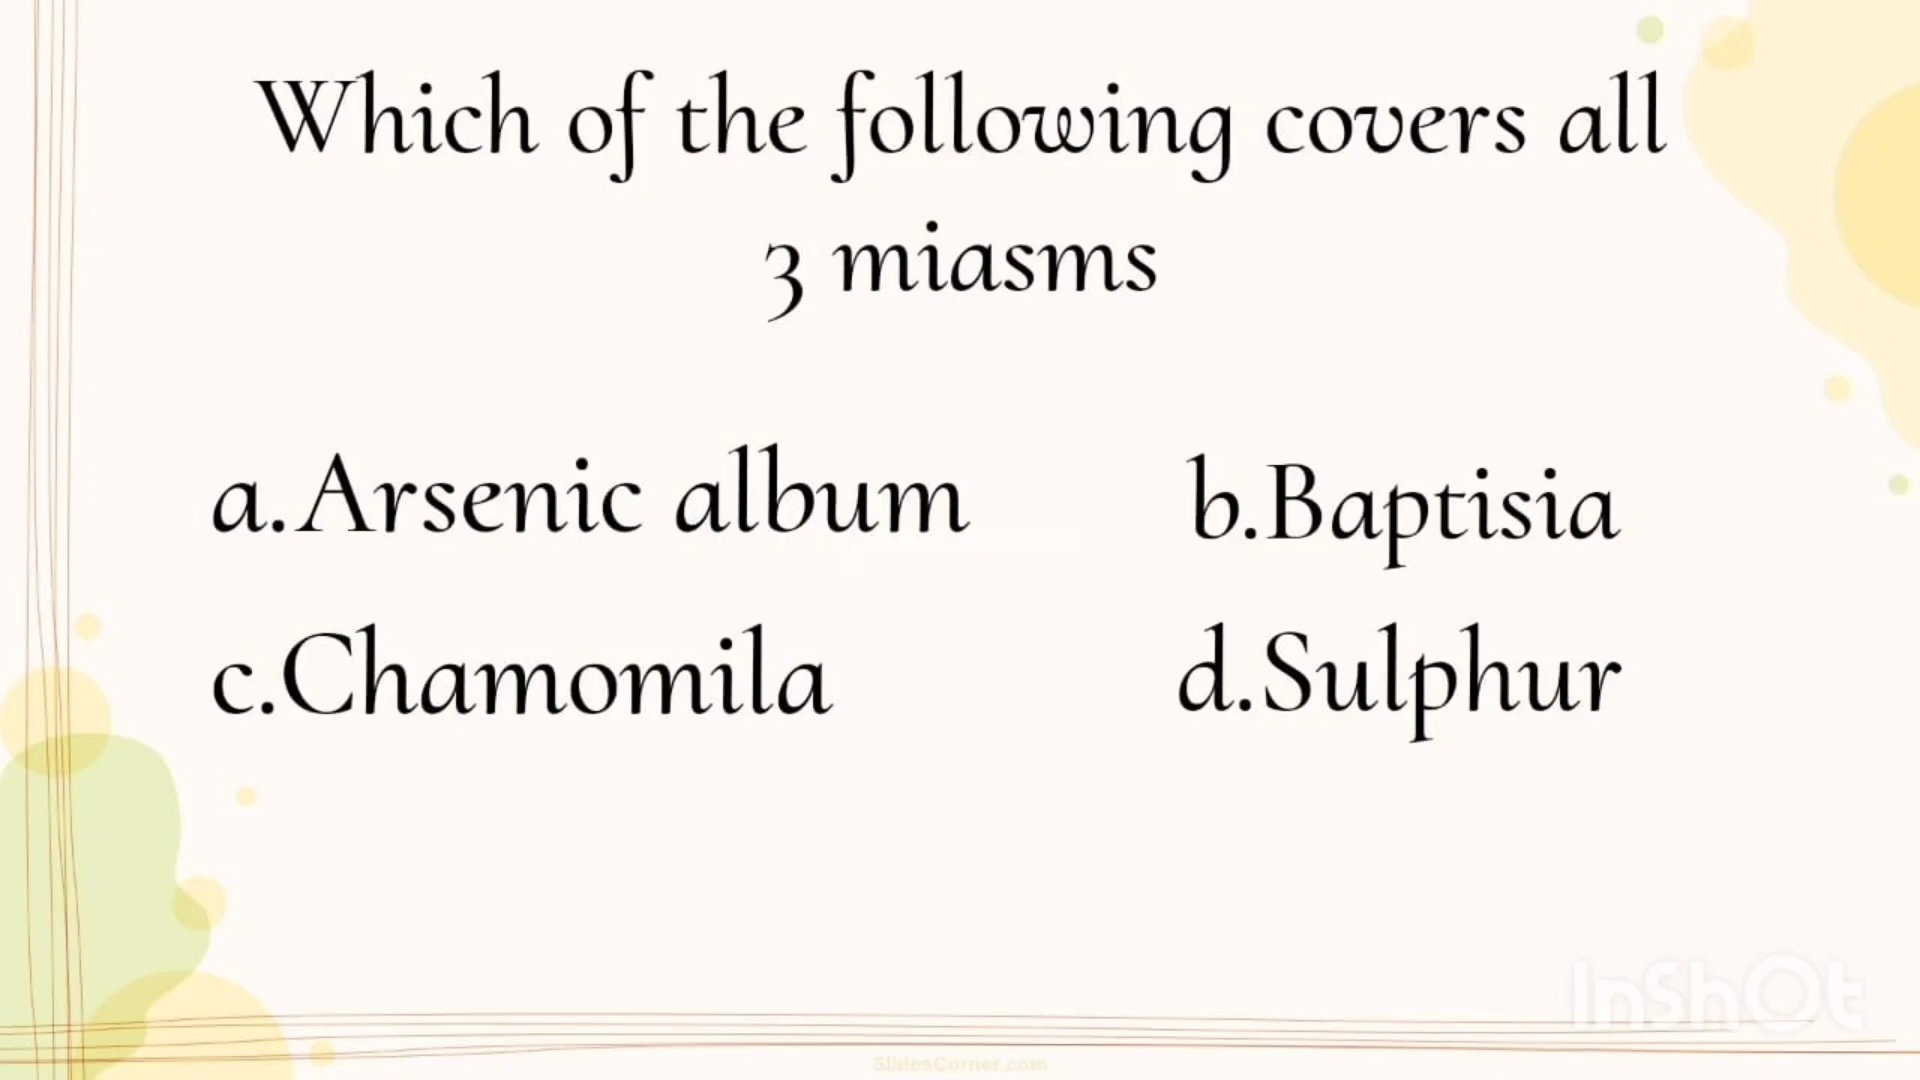 Which of the following covers all
3 miasms
a.Arsenic album
b.Baptisia
c.Chamomila
d.Sulphur
InShOt
SlidesCorner.com